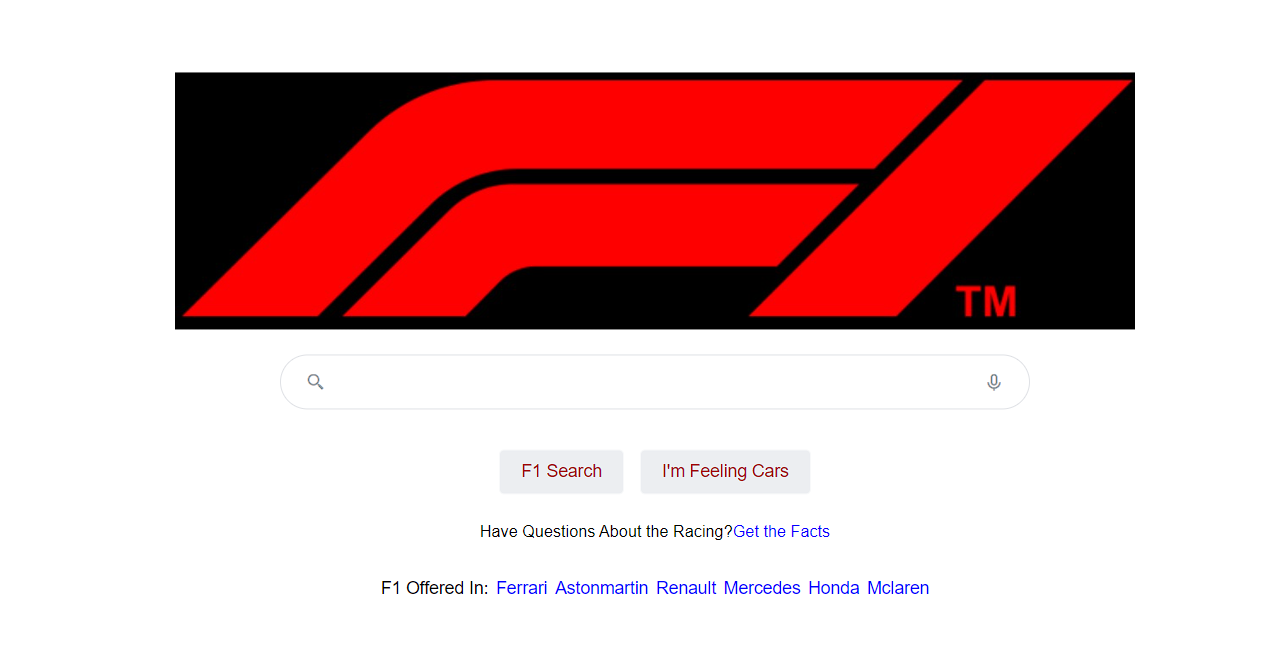 F1
TM
F1 Search I'm Feeling Cars
Have Questions About the Racing?Get the Facts
F1 Offered In: Ferrari Astonmartin Renault Mercedes Honda Mclaren